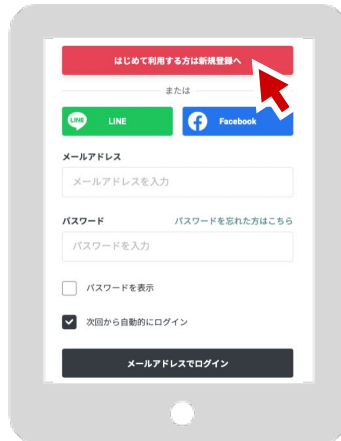 はじめて利用する方は新規登録へ
または
LINE LINE
Facebook
メールアドレス
メールアドレスを入力
パスワード パスワードを忘れた方はこちら
パスワードを入力
パスワードを表示
次回から自動的にログイン
メールアドレスでログイン